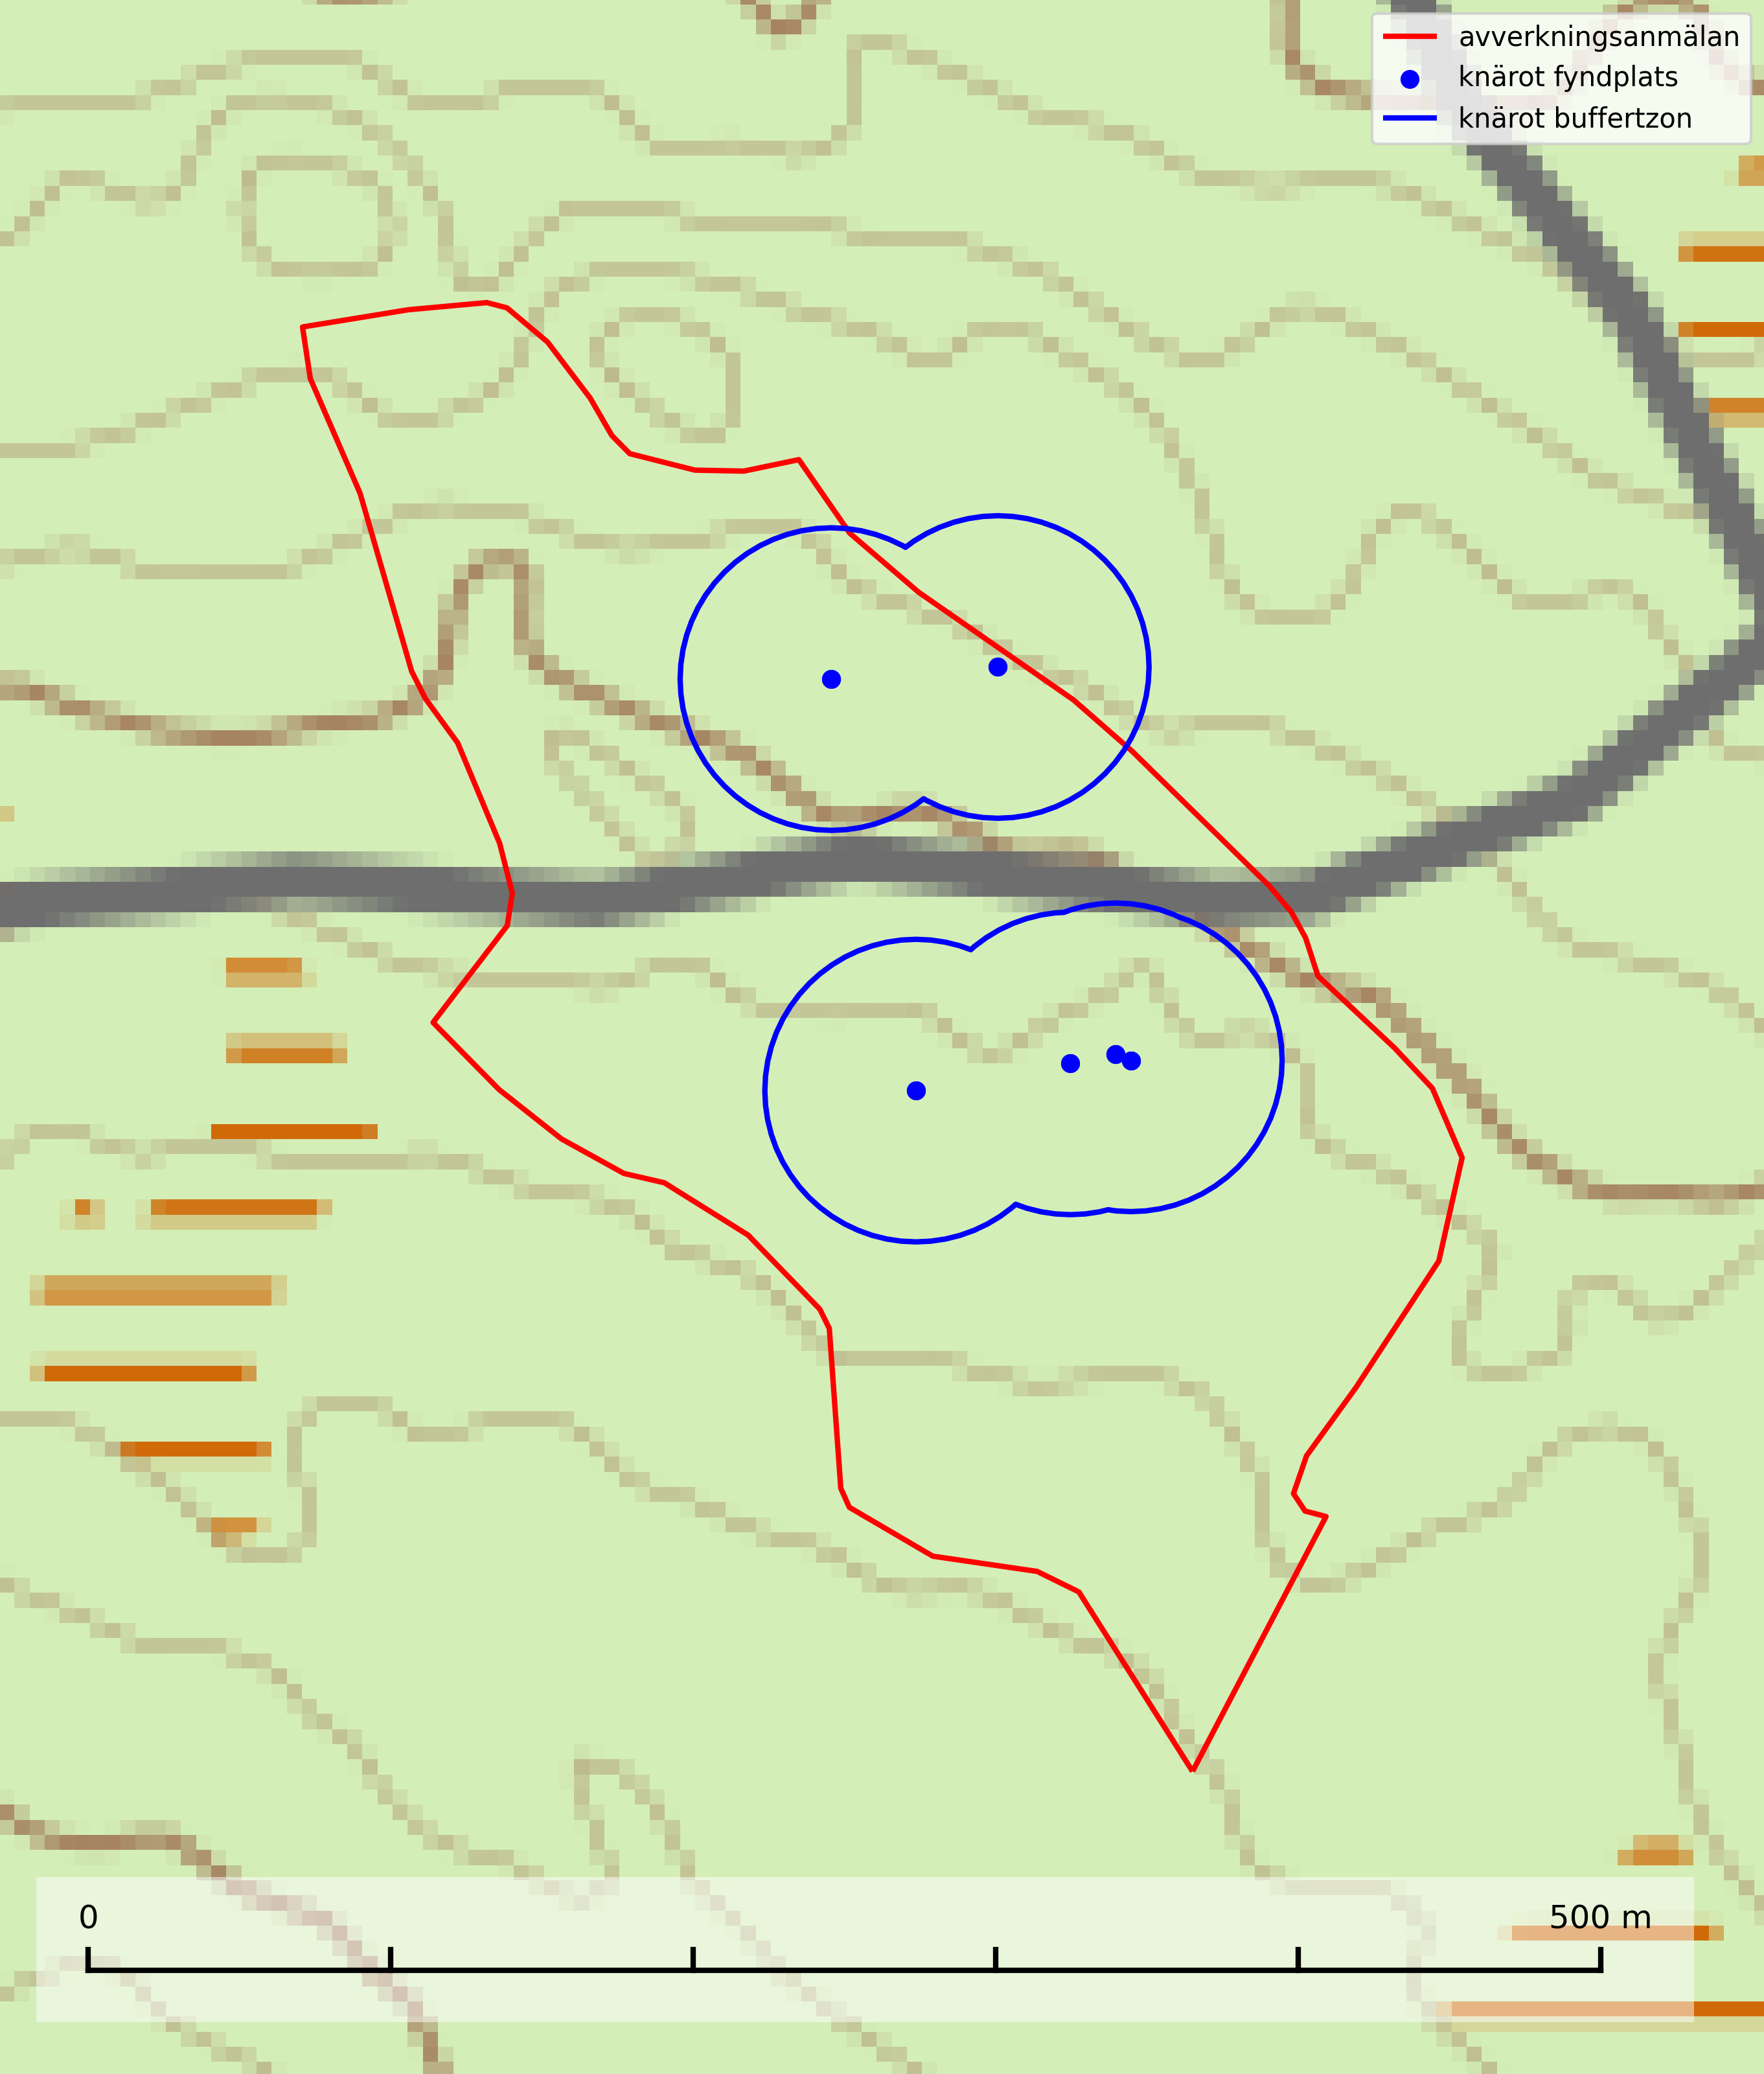 avverkningsanmälan
knärot fyndplats
knärot buffertzon
0 500 m